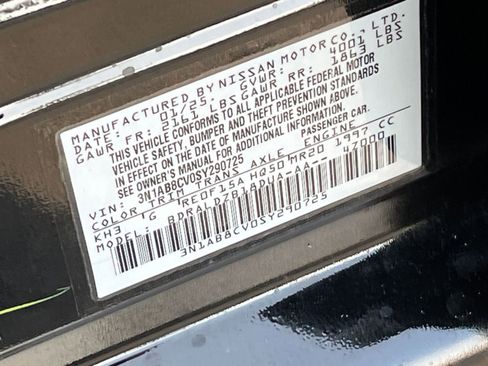 MANUFACTURED BY NISSAN MOTOR CO., LTD.
DATE: 01/25 GVWR: 4001 LBS
GAWR FR: 2161 LBS GAWR RR: 1863 LBS
THIS VEHICLE CONFORMS TO ALL APPLICABLE FEDERAL MOTOR
VEHICLE SAFETY, BUMPER AND THEFT PREVENTION STANDARDS
IN EFFECT ON THE DATE OF MANUFACTURE SHOWN ABOVE.
SEE OWNER'S MANUAL FOR ADDITIONAL INFORMATION.
VIN: 3N1AB8CV0SY290725 PASSENGER CAR
COLOR TRIM TRANS AXLE ENGINE
KH3 G RE0F15A HQ50 MR20 1997 CC
MODEL: BDRALDZB17BDUA-AA--- 17000
3N1AB8CV0SY290725